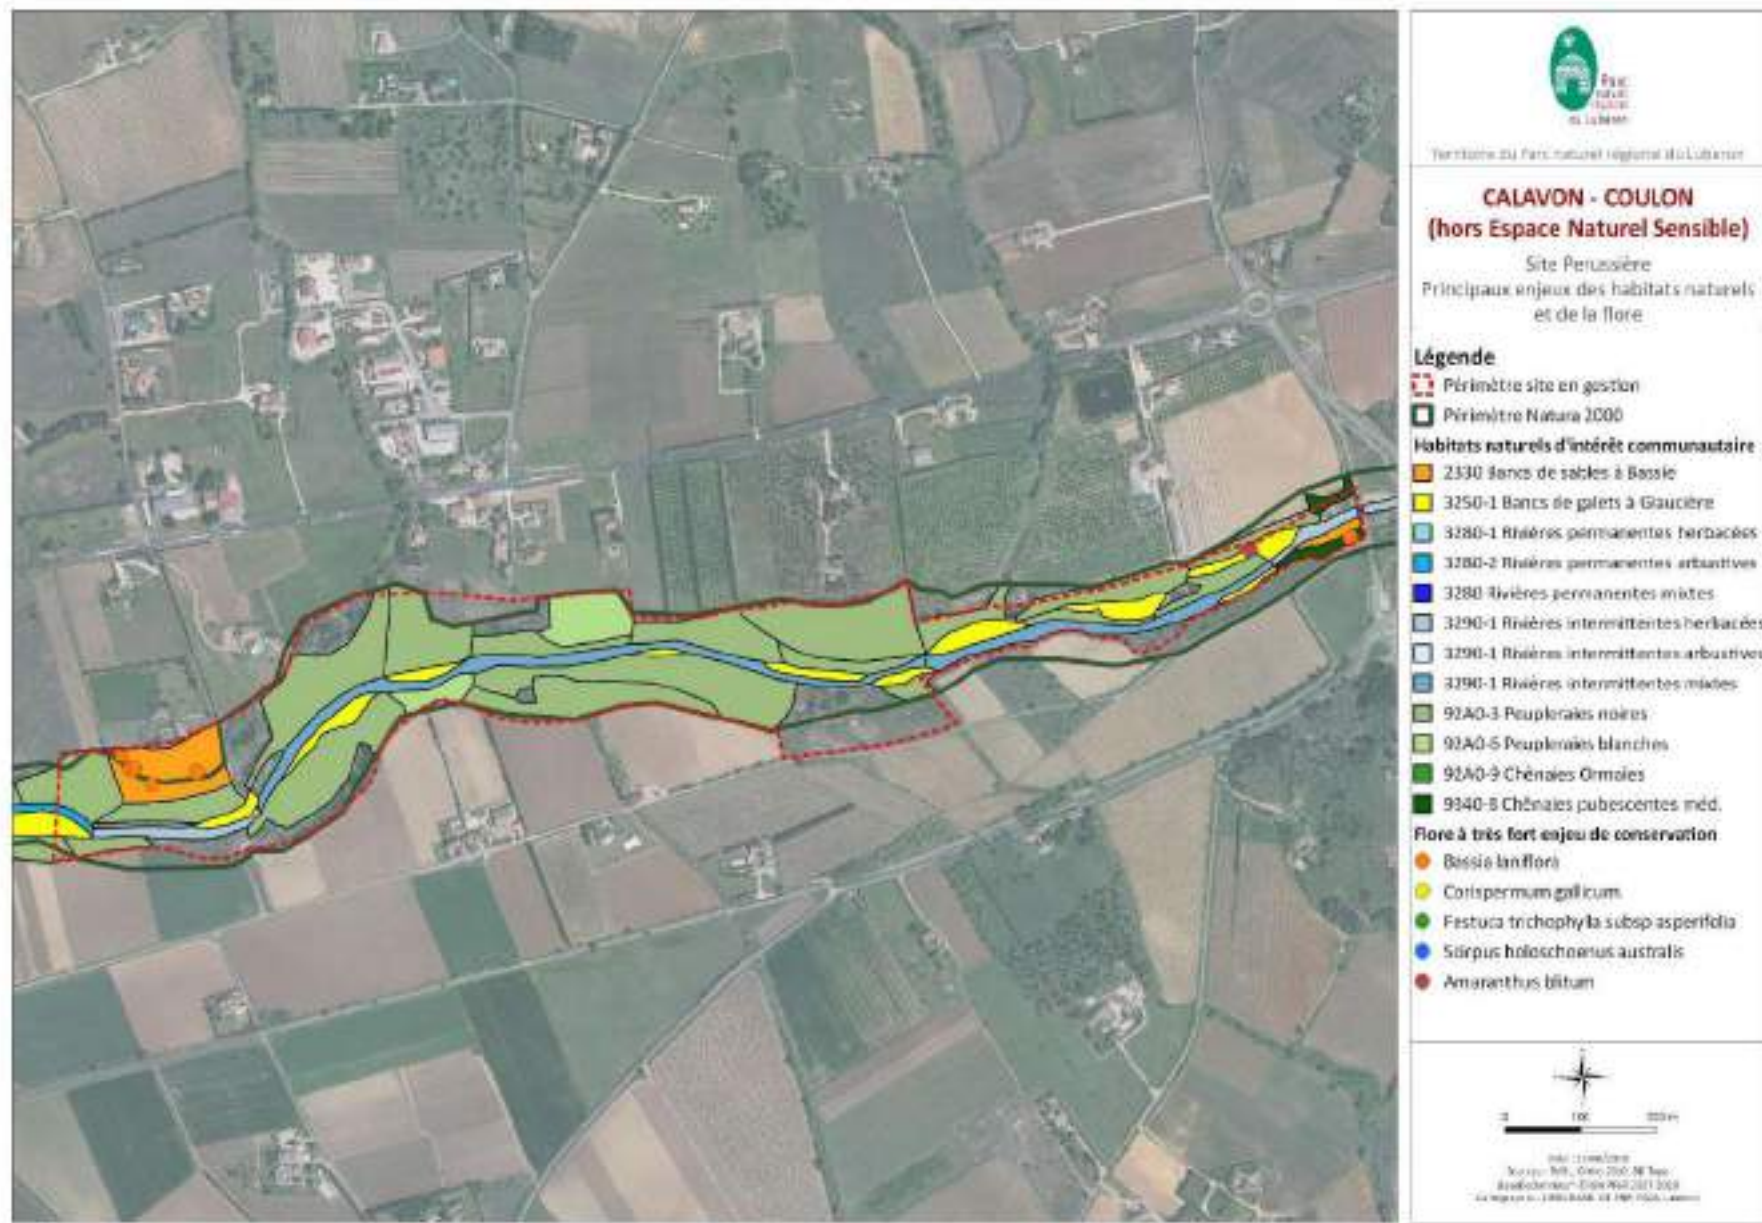 Parc
naturel
régional
du Luberon
Territoire du Parc naturel régional du Luberon
CALAVON - COULON
(hors Espace Naturel Sensible)
Site Perussière
Principaux enjeux des habitats naturels
et de la flore
Légende
Périmètre site en gestion
Périmètre Natura 2000
Habitats naturels d'intérêt communautaire
2330 Bancs de sables à Bassie
3250-1 Bancs de galets à Glaucière
3280-1 Rivières permanentes herbacées
3280-2 Rivières permanentes arbustives
3280 Rivières permanentes mixtes
3290-1 Rivières intermittentes herbacées
3290-1 Rivières intermittentes arbustives
3290-1 Rivières intermittentes mixtes
92A0-3 Peupleraies noires
92A0-6 Peupleraies blanches
92A0-9 Chênaies Ormaies
9340-8 Chênaies pubescentes méd.
Flore à très fort enjeu de conservation
Bassia laniflora
Corispermum gallicum
Festuca trichophylla subsp asperifolia
Scirpus holoschoenus australis
Amaranthus blitum
0